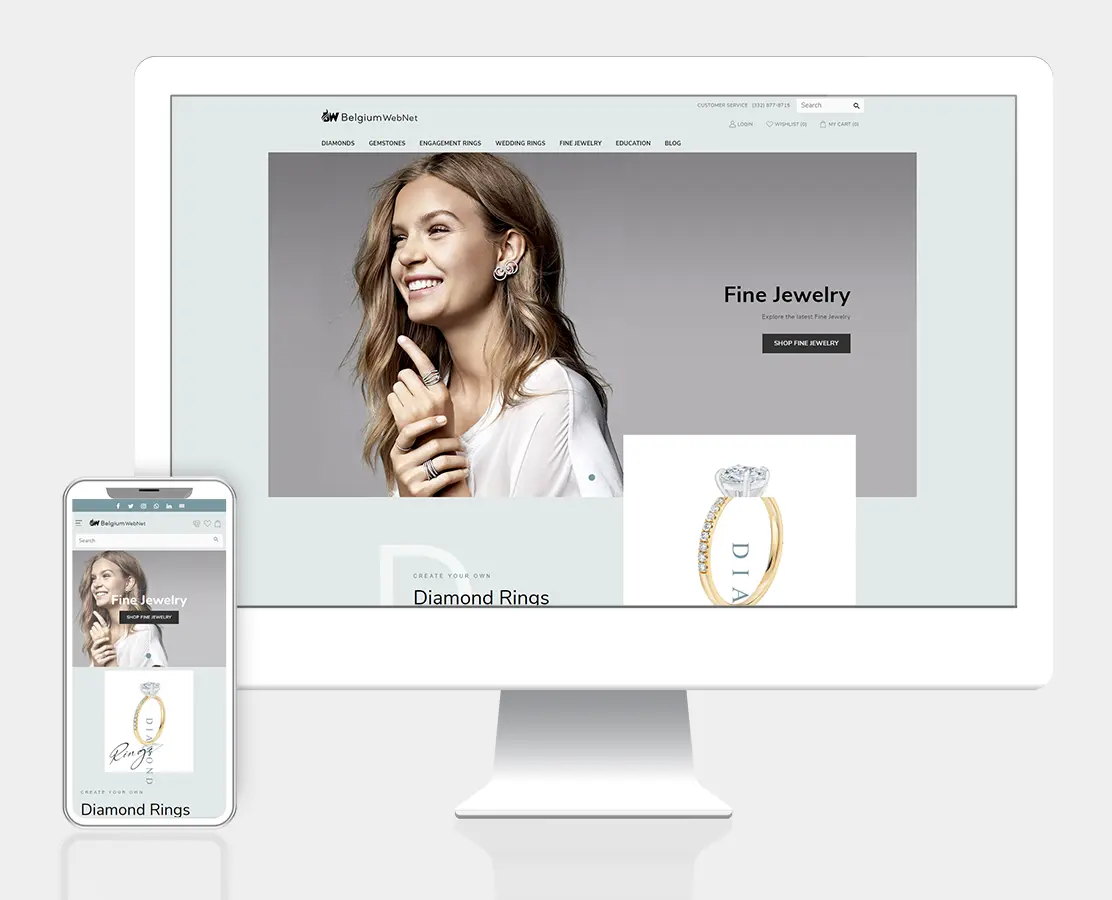 CUSTOMER SERVICE (332) 877-8715
Search
BelgiumWebNet
LOGIN
WISHLIST (0)
MY CART (0)
DIAMONDS
GEMSTONES
ENGAGEMENT RINGS
WEDDING RINGS
FINE JEWELRY
EDUCATION
BLOG
Fine Jewelry
Explore the latest Fine Jewelry
SHOP FINE JEWELRY
D
DIA
CREATE YOUR OWN
Diamond Rings
BelgiumWebNet
Search
Fine Jewelry
SHOP FINE JEWELRY
DIAMOND
Rings
CREATE YOUR OWN
Diamond Rings